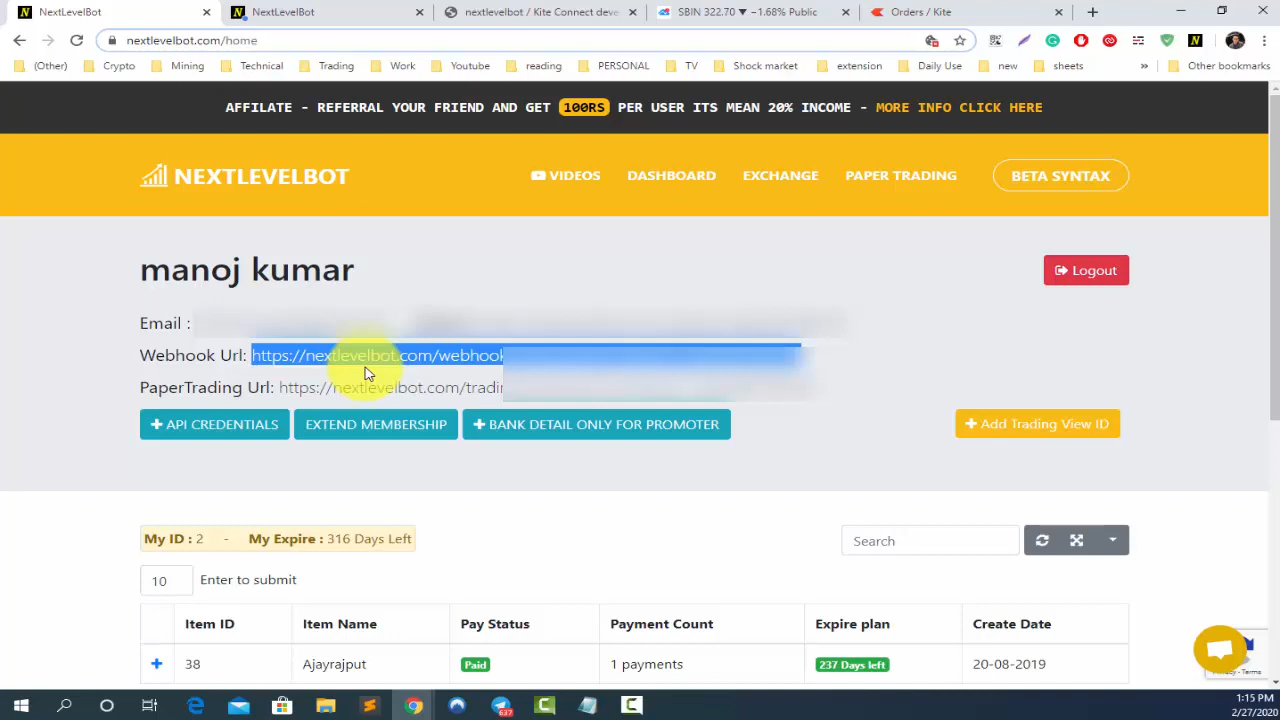 NextLevelBot
NextLevelBot
nextlevelbot / Kite Connect deve
SBIN 322.70 ▼ −1.68% Public
Orders / Kite
nextlevelbot.com/home
(Other) Crypto Mining Technical Trading Work Youtube reading PERSONAL TV Shock market extension Daily Use new sheets » Other bookmarks
AFFILATE - REFERRAL YOUR FRIEND AND GET 100RS PER USER ITS MEAN 20% INCOME - MORE INFO CLICK HERE
NEXTLEVELBOT
VIDEOS DASHBOARD EXCHANGE PAPER TRADING BETA SYNTAX
manoj kumar
Logout
Email :
Webhook Url: https://nextlevelbot.com/webhook
PaperTrading Url: https://nextlevelbot.com/tradin
API CREDENTIALS EXTEND MEMBERSHIP BANK DETAIL ONLY FOR PROMOTER Add Trading View ID
My ID : 2 - My Expire : 316 Days Left
Search
10 Enter to submit
Item ID Item Name Pay Status Payment Count Expire plan Create Date
38 Ajayrajput Paid 1 payments 237 Days left 20-08-2019
Terms
637
1:15 PM
2/27/2020